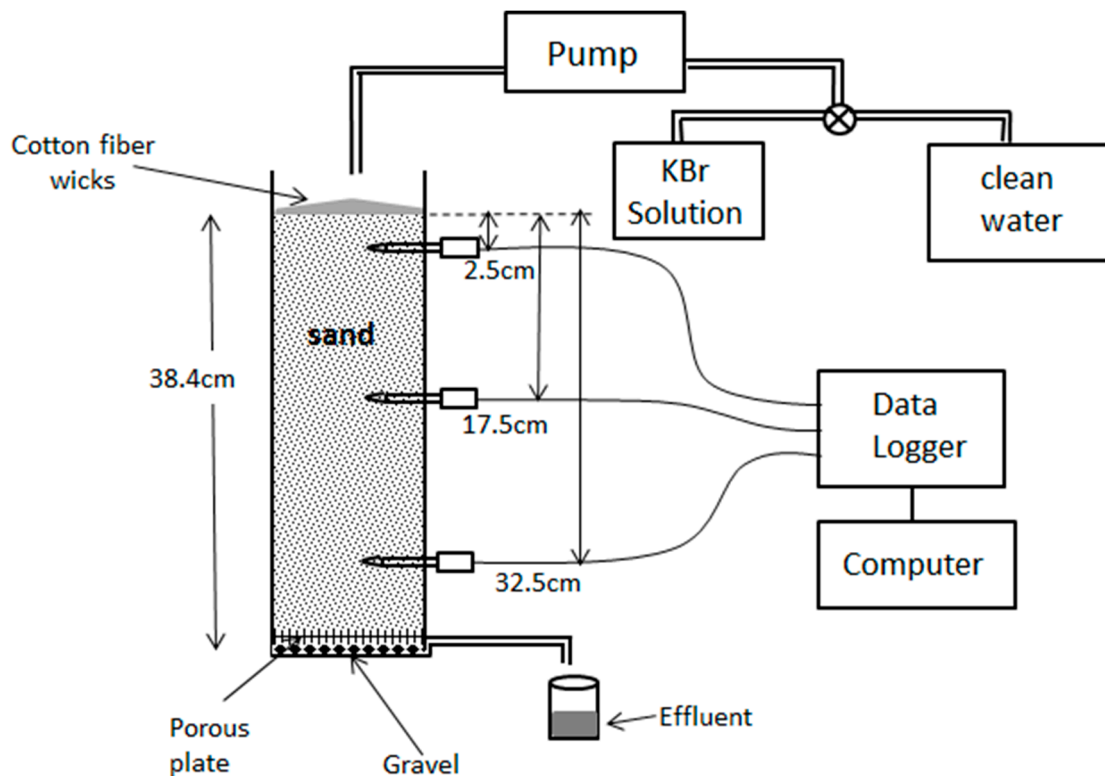 Pump
Cotton fiber
wicks
KBr
Solution
clean
water
2.5cm
sand
38.4cm
17.5cm
Data
Logger
32.5cm
Computer
Porous
plate
Gravel
Effluent